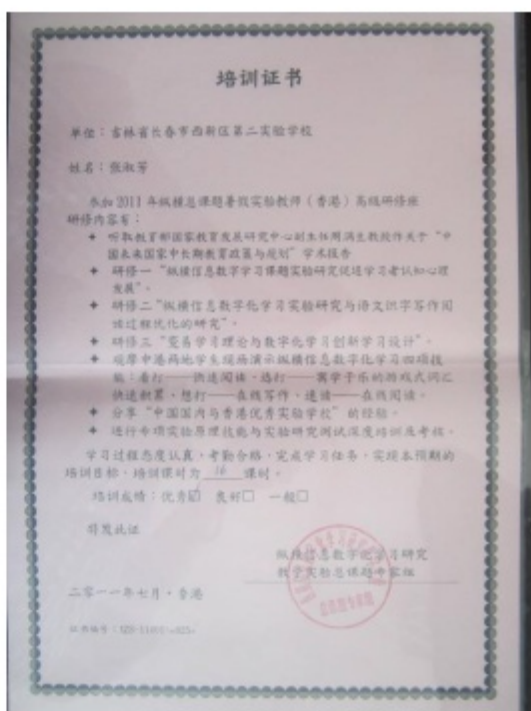 培训证书
单位：吉林省长春市西新区第二实验学校
姓名：张淑芳
参加2011年纵横总课题暑假实验教师（香港）高级研修班
研修内容有：
✦ 听取教育部国家教育发展研究中心副主任周满生教授作关于“中
国未来国家中长期教育政策与规划”学术报告
✦ 研修一“纵横信息数字学习课题实验研究促进学习者认知心理
发展”。
✦ 研修二“纵横信息数字化学习实验研究与语文识字写作阅
读过程优化的研究”。
✦ 研修三“变易学习理论与数字化学习创新学习设计”。
✦ 观摩中港两地学生现场演示纵横信息数字化学习四项技
能：看打——快速阅读、选打——寓学于乐的游戏式词汇
快速积累、想打——在线写作、速读——在线阅读。
✦ 分享“中国国内与香港优秀实验学校”的经验。
✦ 进行专项实验原理技能与实验研究测试深度培训及考核。
学习过程态度认真，考勤合格，完成学习任务，实现本预期的
培训目标，培训课时为 16 课时。
培训成绩：优秀☑ 良好□ 一般□
特发此证
纵横信息数字化学习研究
教学实验总课题专家组
二零一一年七月·香港
证书编号：